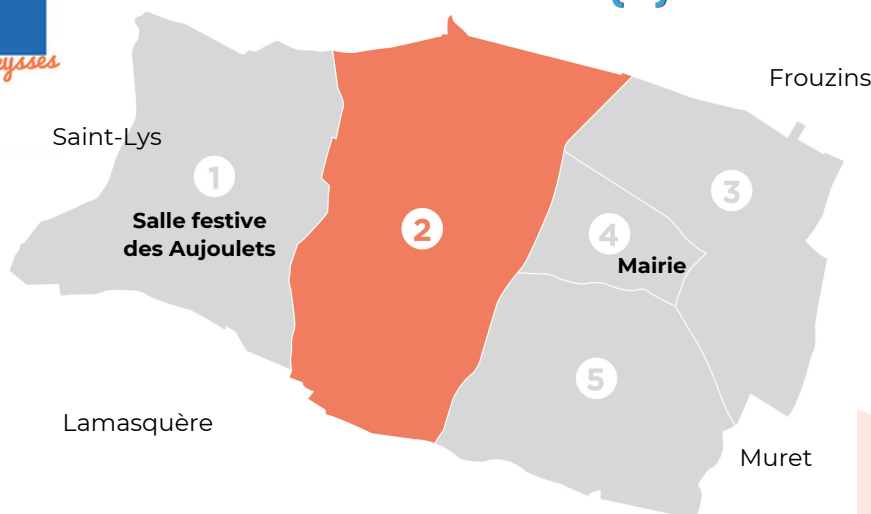 Frouzins
Saint-Lys
1
3
Salle festive
des Aujoulets
2
4
Mairie
5
Lamasquère
Muret